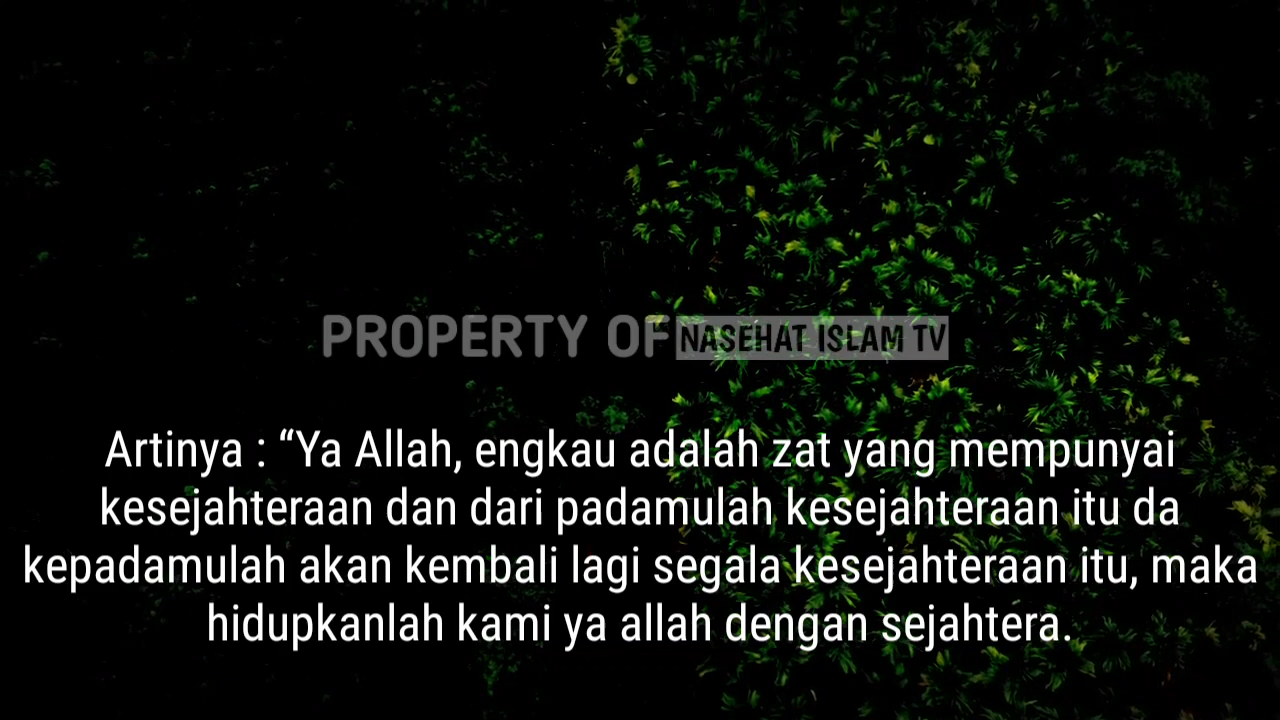 PROPERTY OF NASEHAT ISLAM TV
Artinya : “Ya Allah, engkau adalah zat yang mempunyai
kesejahteraan dan dari padamulah kesejahteraan itu da
kepadamulah akan kembali lagi segala kesejahteraan itu, maka
hidupkanlah kami ya allah dengan sejahtera.